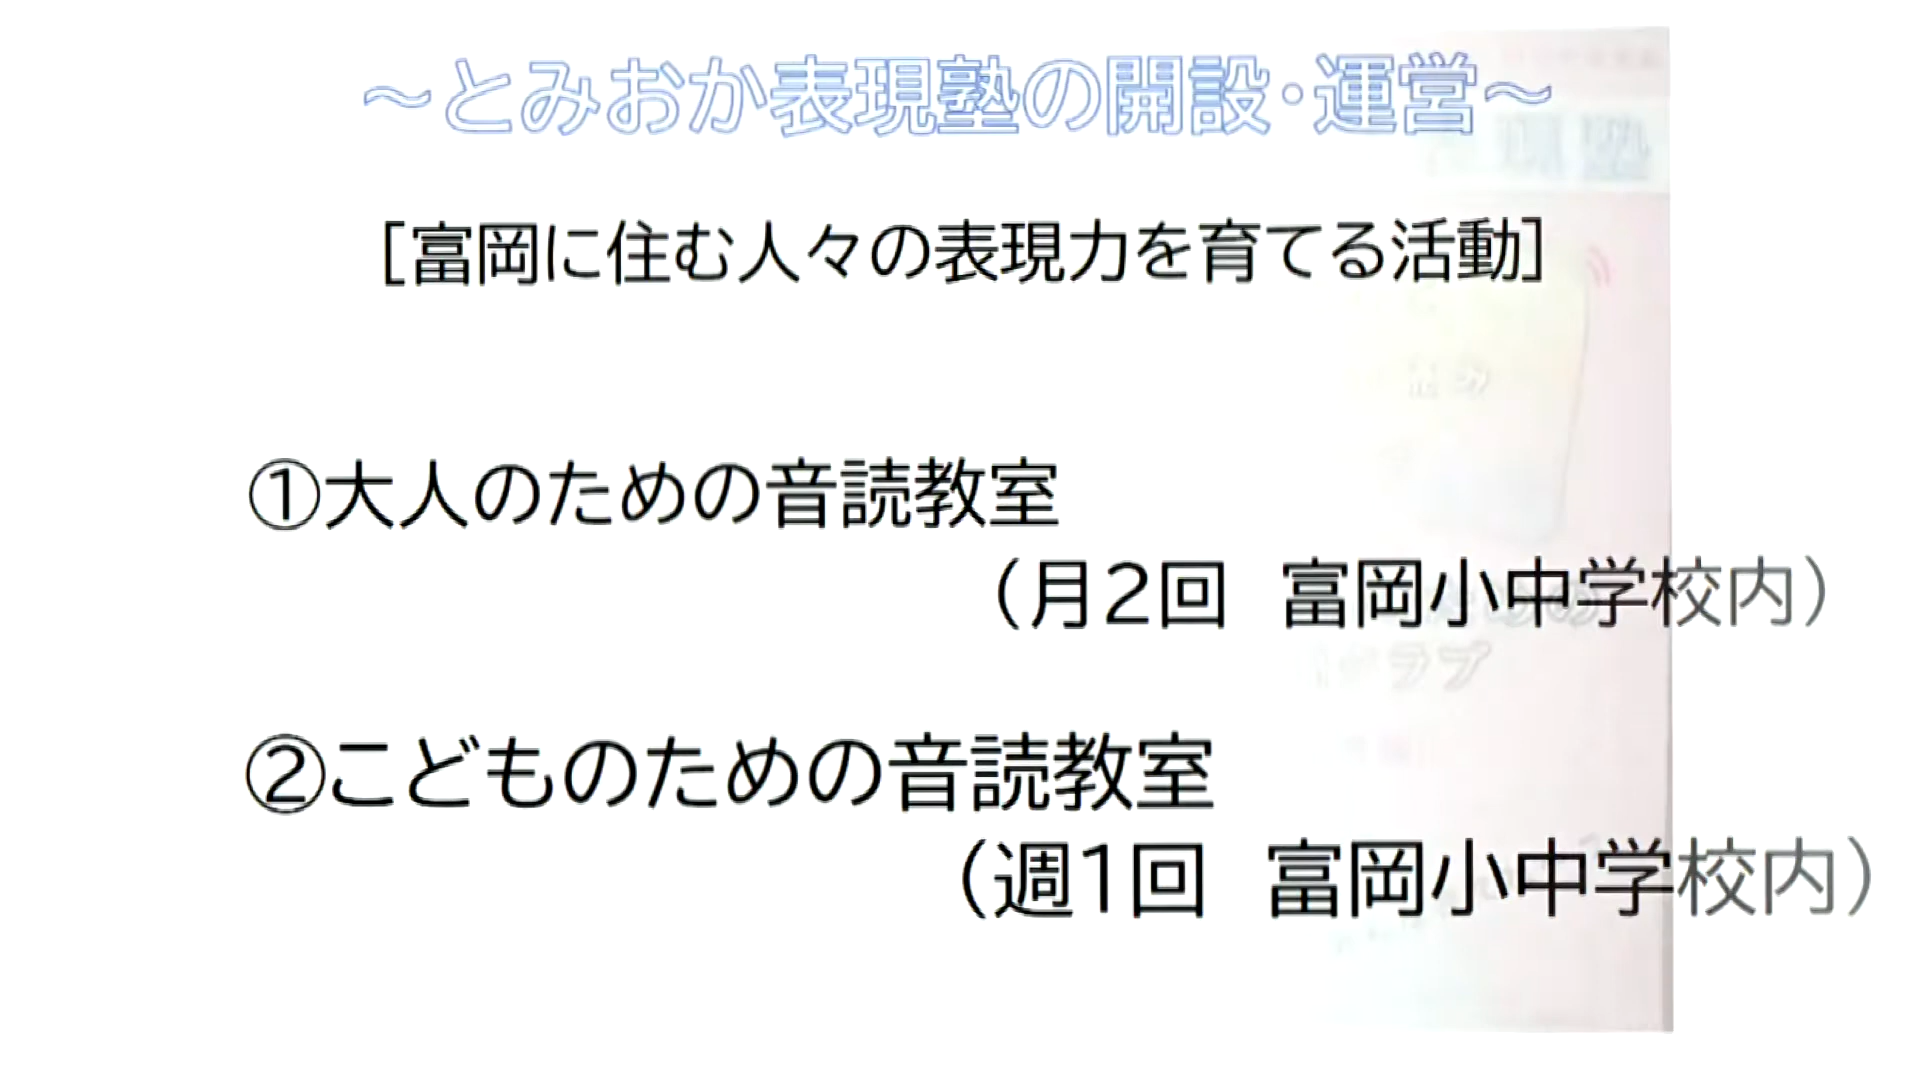 ～とみおか表現塾の開設・運営～
［富岡に住む人々の表現力を育てる活動］
①大人のための音読教室
（月2回　富岡小中学校内）
②こどものための音読教室
（週1回　富岡小中学校内）